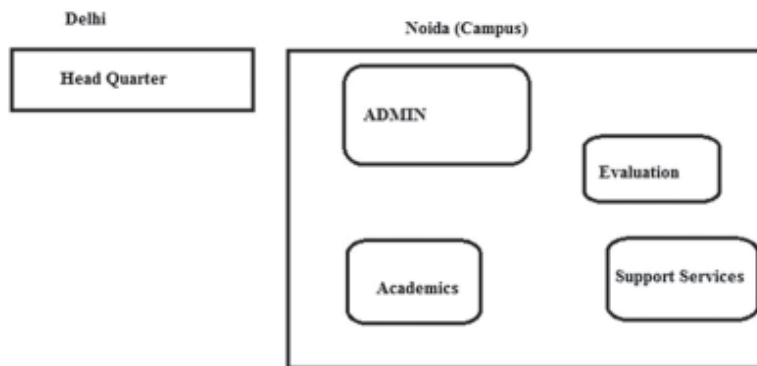 Delhi
Noida (Campus)
Head Quarter
ADMIN
Evaluation
Academics
Support Services